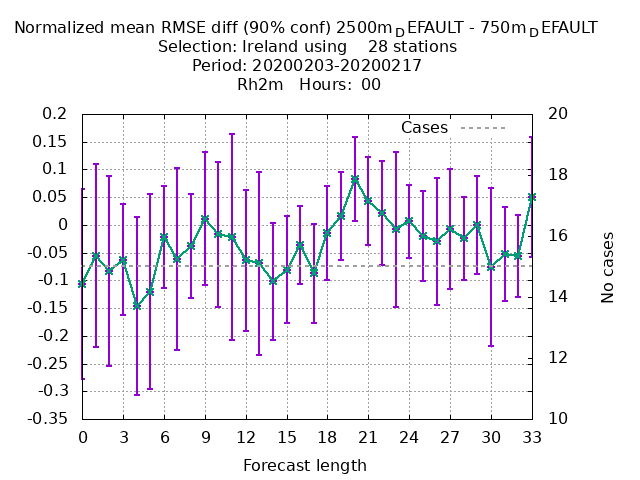 Normalized mean RMSE diff (90% conf) 2500m_DEFAULT - 750m_DEFAULT
Selection: Ireland using    28 stations
Period: 20200203-20200217
Rh2m   Hours:  00
Cases
0.2
0.15
0.1
0.05
0
-0.05
-0.1
-0.15
-0.2
-0.25
-0.3
-0.35
20
18
16
14
12
10
No cases
0 3 6 9 12 15 18 21 24 27 30 33
Forecast length